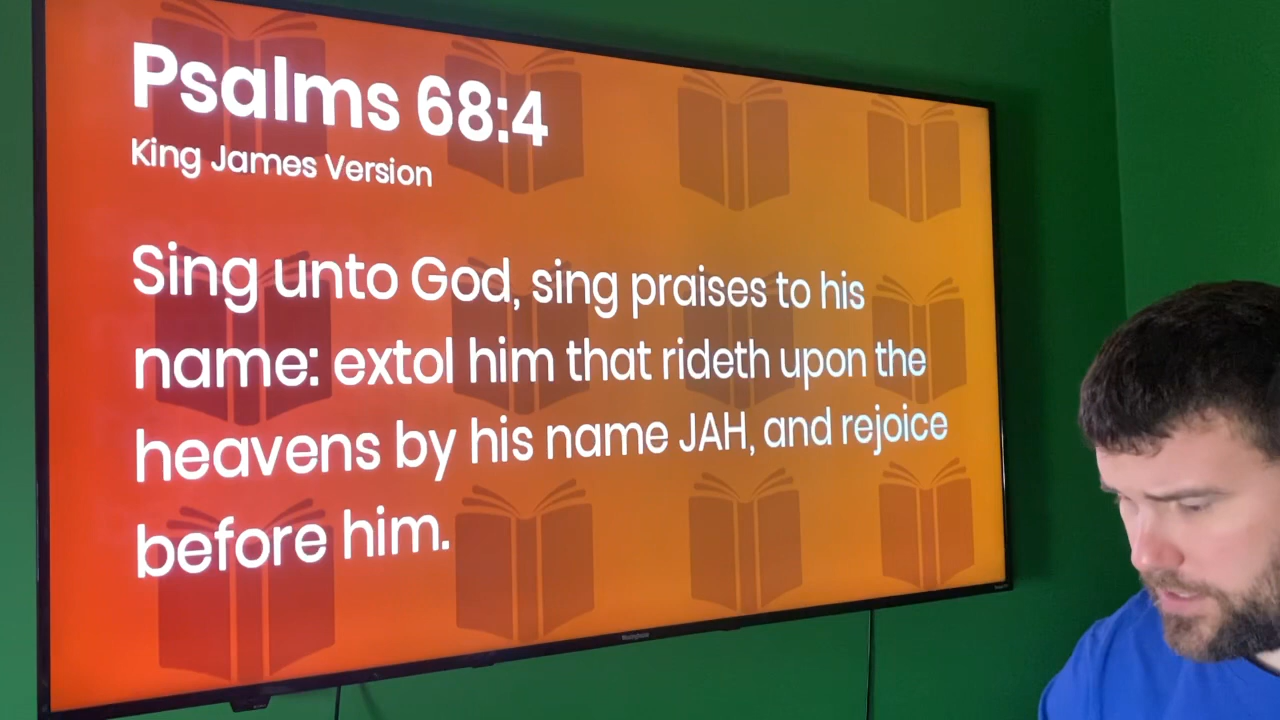 Psalms 68:4
King James Version
Sing unto God, sing praises to his
name: extol him that rideth upon the
heavens by his name JAH, and rejoice
before him.
Westinghouse